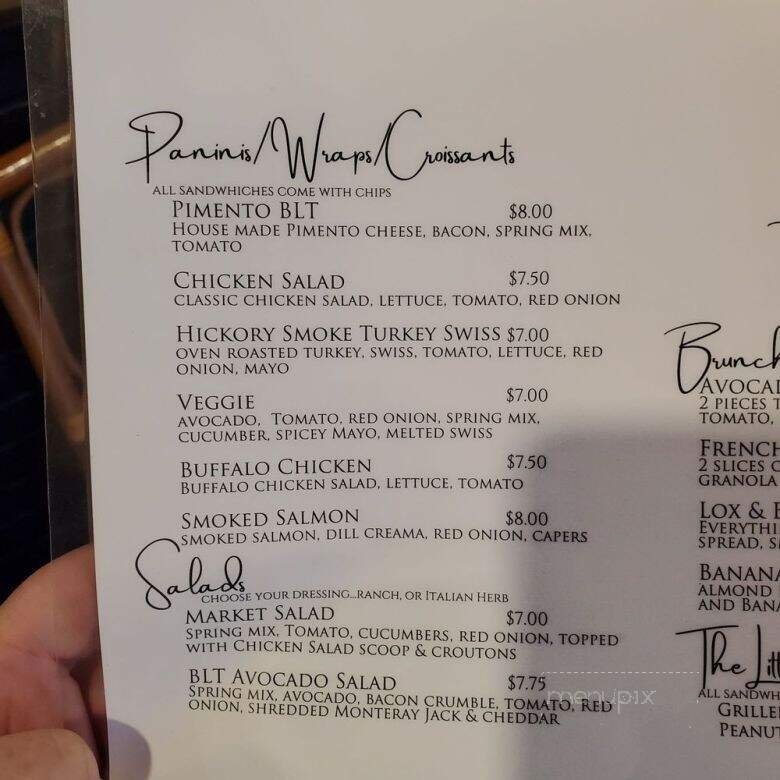 Paninis/Wraps/Croissants
ALL SANDWHICHES COME WITH CHIPS
PIMENTO BLT $8.00
HOUSE MADE PIMENTO CHEESE, BACON, SPRING MIX,
TOMATO
CHICKEN SALAD $7.50
CLASSIC CHICKEN SALAD, LETTUCE, TOMATO, RED ONION
HICKORY SMOKE TURKEY SWISS $7.00
OVEN ROASTED TURKEY, SWISS, TOMATO, LETTUCE, RED
ONION, MAYO
VEGGIE $7.00
AVOCADO, TOMATO, RED ONION, SPRING MIX,
CUCUMBER, SPICEY MAYO, MELTED SWISS
BUFFALO CHICKEN $7.50
BUFFALO CHICKEN SALAD, LETTUCE, TOMATO
SMOKED SALMON $8.00
SMOKED SALMON, DILL CREAMA, RED ONION, CAPERS
Salads
CHOOSE YOUR DRESSING...RANCH, OR ITALIAN HERB
MARKET SALAD $7.00
SPRING MIX, TOMATO, CUCUMBERS, RED ONION, TOPPED
WITH CHICKEN SALAD SCOOP & CROUTONS
BLT AVOCADO SALAD $7.75
SPRING MIX, AVOCADO, BACON CRUMBLE, TOMATO, RED
ONION, SHREDDED MONTERAY JACK & CHEDDAR
Brunch
AVOCAD
2 PIECES T
TOMATO,
FRENCH
2 SLICES O
GRANOLA
LOX & B
EVERYTHI
SPREAD, S
BANANA
ALMOND
AND BANA
The Litt
ALL SANDWH
GRILLE
PEANUT
menupix